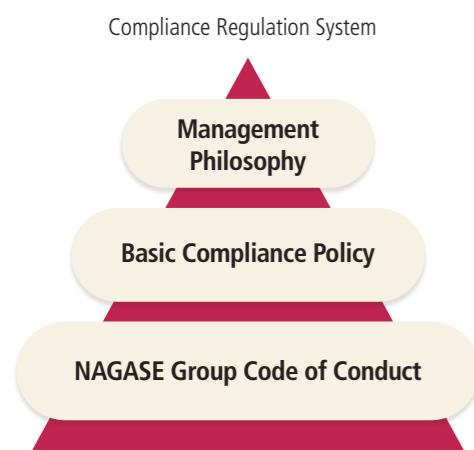 Compliance Regulation System
Management
Philosophy
Basic Compliance Policy
NAGASE Group Code of Conduct